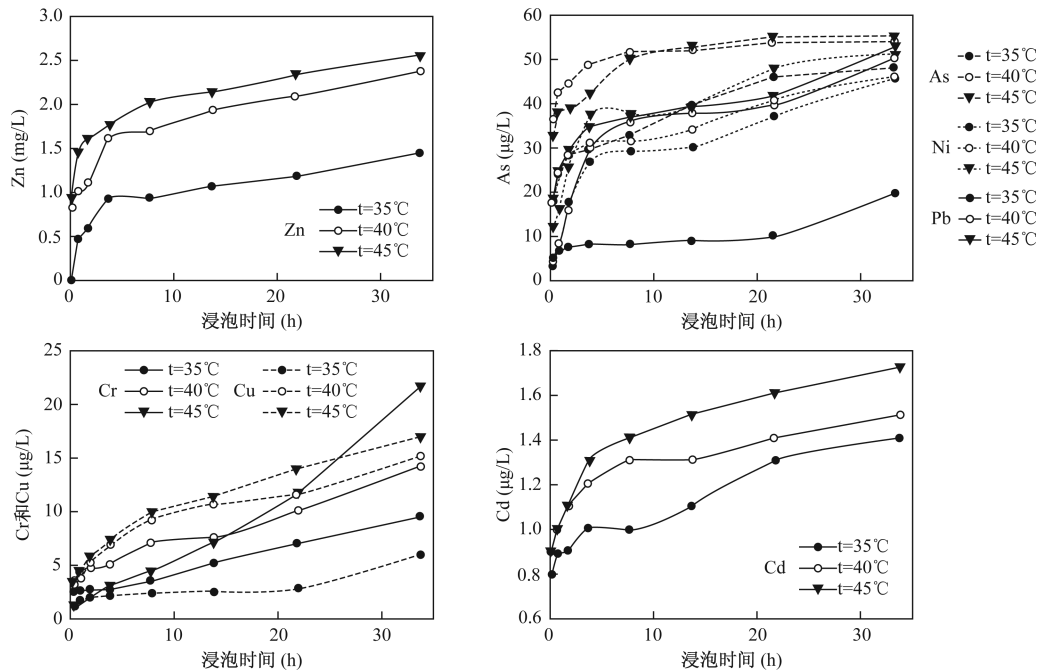 3.0
2.5
2.0
1.5
1.0
0.5
0
Zn (mg/L)
Zn
t=35℃
t=40℃
t=45℃
0 10 20 30
浸泡时间 (h)
60
50
40
30
20
10
0
As (μg/L)
0 10 20 30
浸泡时间 (h)
As
t=35℃
t=40℃
t=45℃
Ni
t=35℃
t=40℃
t=45℃
Pb
t=35℃
t=40℃
t=45℃
25
20
15
10
5
0
Cr和Cu (μg/L)
Cr
t=35℃
t=40℃
t=45℃
Cu
t=35℃
t=40℃
t=45℃
0 10 20 30
浸泡时间 (h)
1.8
1.6
1.4
1.2
1.0
0.8
0.6
Cd (μg/L)
Cd
t=35℃
t=40℃
t=45℃
0 10 20 30
浸泡时间 (h)